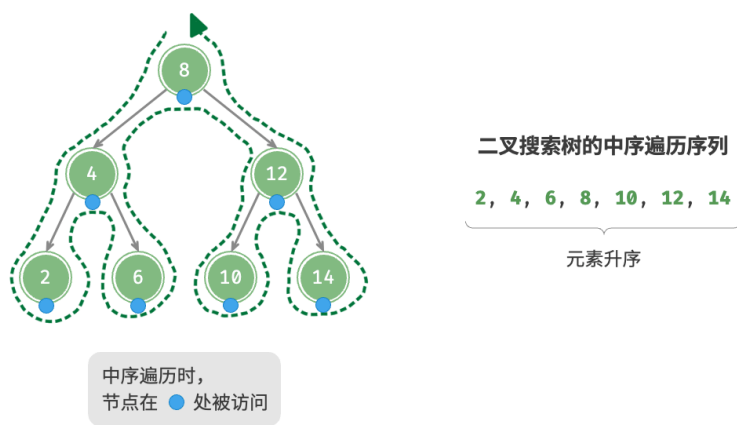 8
4
12
2
6
10
14
二叉搜索树的中序遍历序列
2, 4, 6, 8, 10, 12, 14
元素升序
中序遍历时，
节点在 处被访问